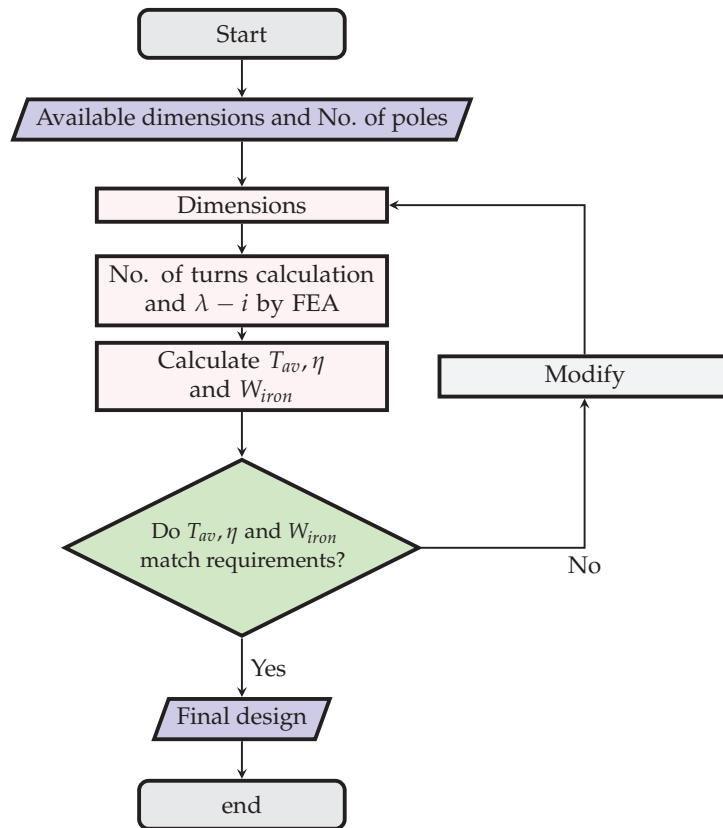 Start
Available dimensions and No. of poles
Dimensions
No. of turns calculation
and λ − i by FEA
Calculate T_av, η
and W_iron
Modify
Do T_av, η and W_iron
match requirements?
No
Yes
Final design
end